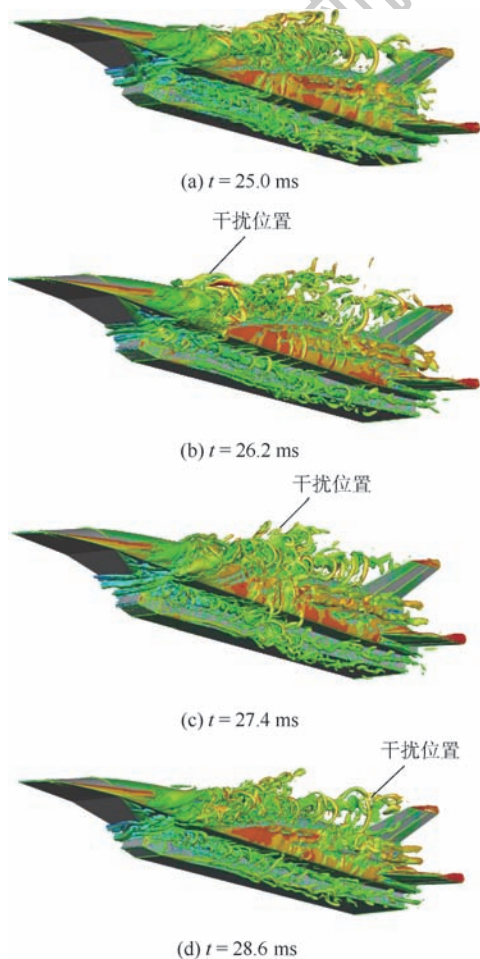 (a) t = 25.0 ms
干扰位置
(b) t = 26.2 ms
干扰位置
(c) t = 27.4 ms
干扰位置
(d) t = 28.6 ms